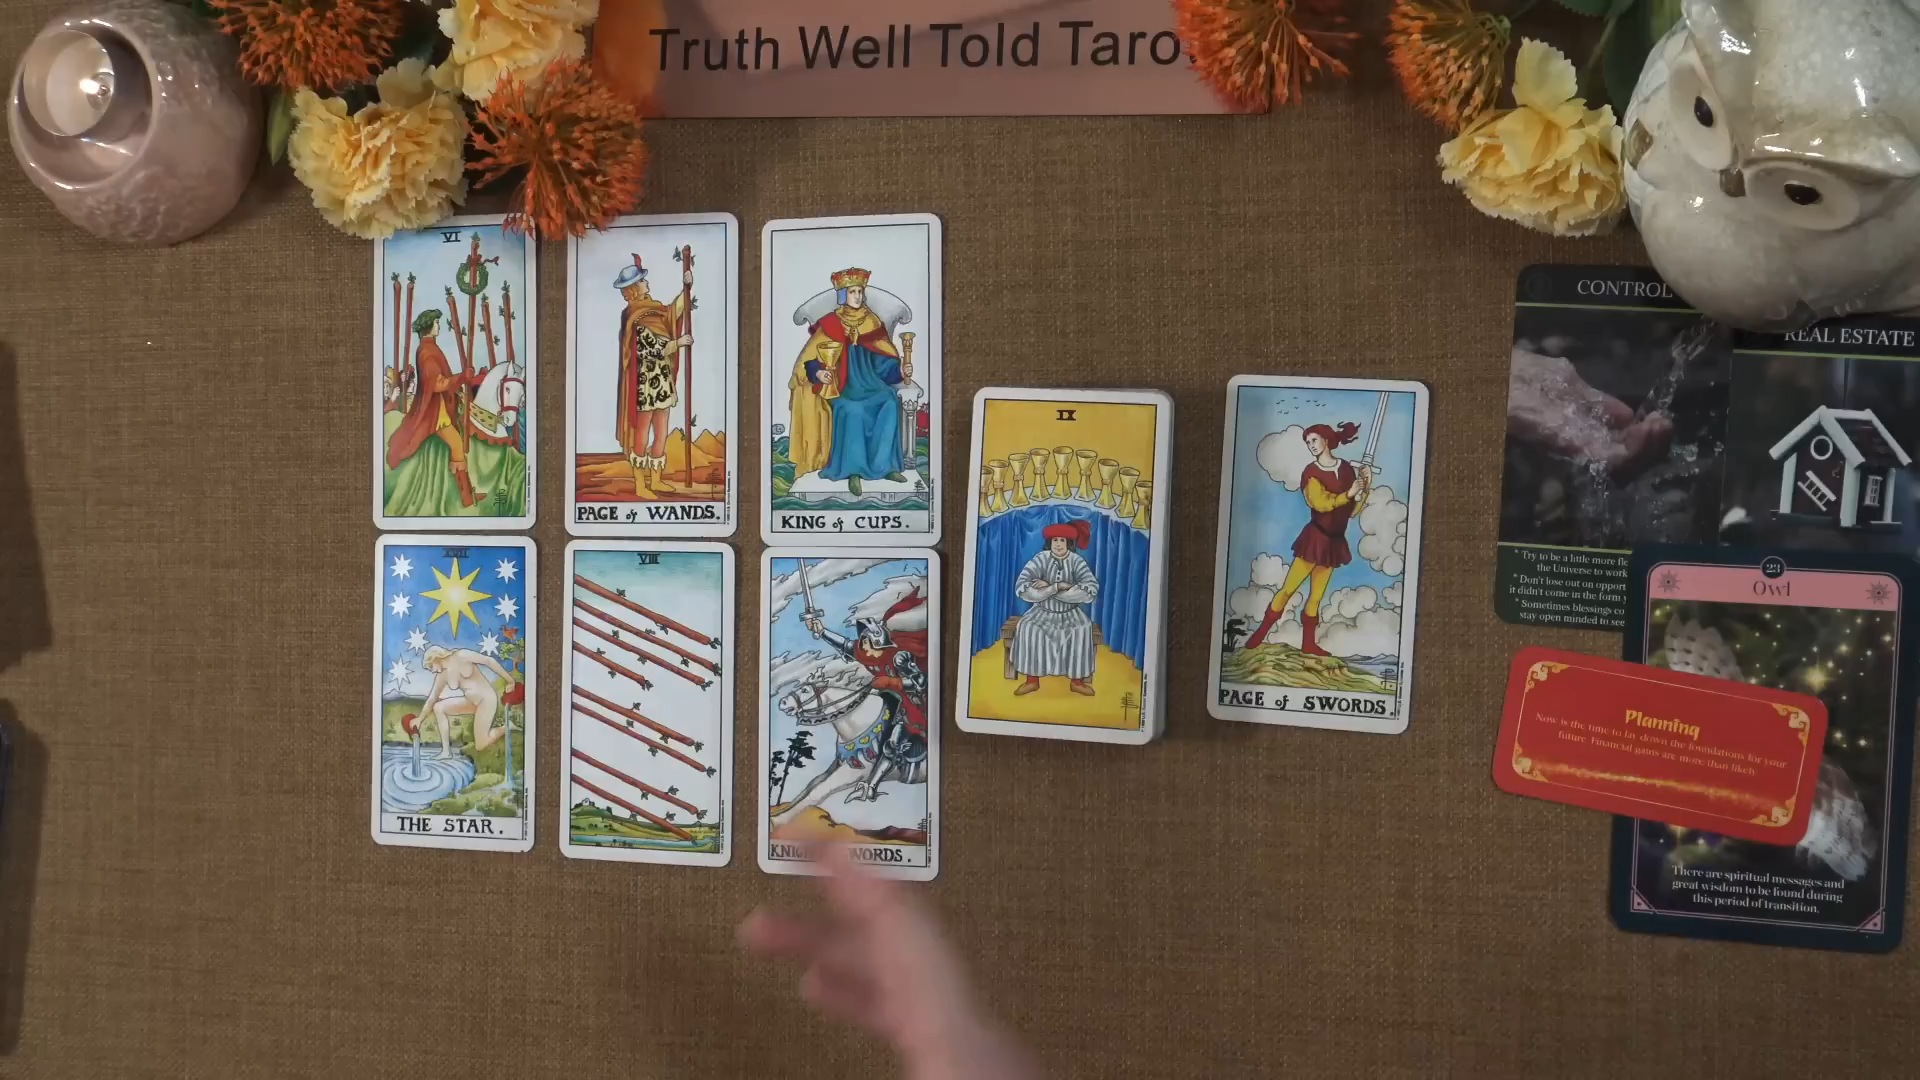 Truth Well Told Taro
VI
PAGE of WANDS.
KING of CUPS.
IX
PAGE of SWORDS.
CONTROL
REAL ESTATE
* Try to be a little more
the Universe to work
* Don't lose out on
it didn't come in the form
* Sometimes blessings
stay open minded to see
23
Owl
Planning
Now is the time to lay down the foundations for your
future. Financial gains are more than likely
There are spiritual messages and
great wisdom to be found during
this period of transition.
XVII
THE STAR.
VIII
WORDS.